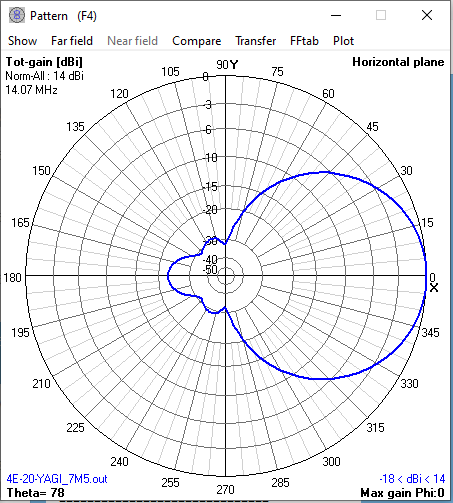 Pattern (F4)
Show Far field Near field Compare Transfer FFtab Plot
Tot-gain [dBi]
Norm-All : 14 dBi
14.07 MHz
Horizontal plane
90Y
105
75
120
60
135
45
150
30
165
15
180
0
X
195
345
210
330
225
315
240
300
255
285
270
0
-3
-6
-10
-15
-20
-30
-40
-50
4E-20-YAGI_7M5.out
Theta= 78
-18 < dBi < 14
Max gain Phi:0